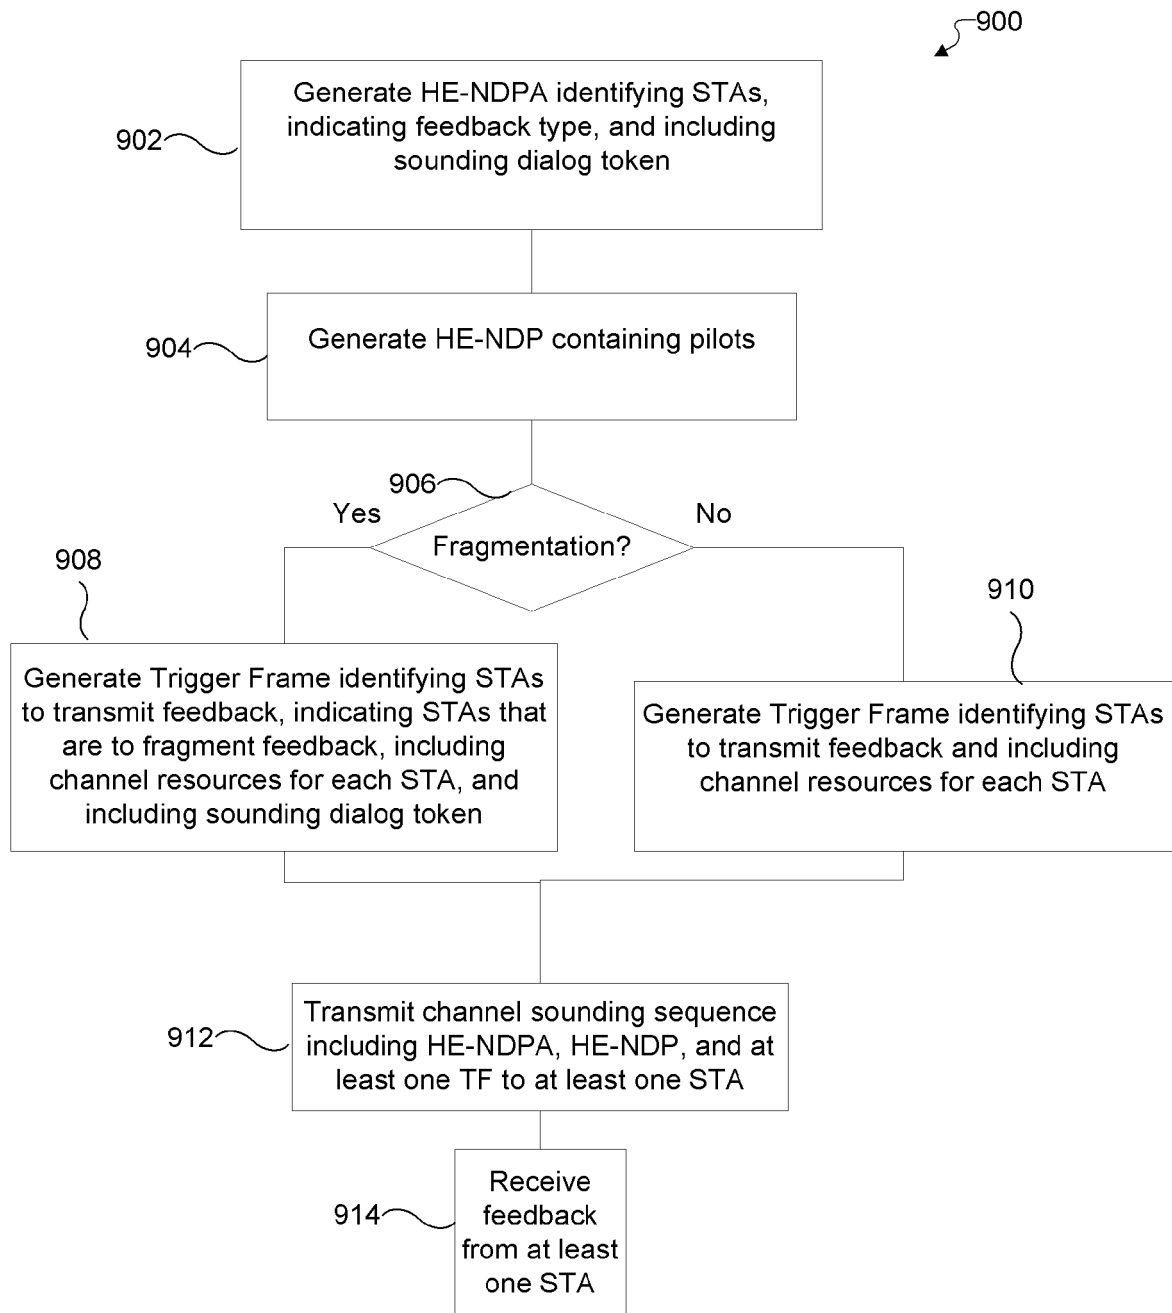 900
Generate HE-NDPA identifying STAs,
indicating feedback type, and including
sounding dialog token
902
Generate HE-NDP containing pilots
904
906
Yes
No
Fragmentation?
908
910
Generate Trigger Frame identifying STAs
to transmit feedback, indicating STAs that
are to fragment feedback, including
channel resources for each STA, and
including sounding dialog token
Generate Trigger Frame identifying STAs
to transmit feedback and including
channel resources for each STA
Transmit channel sounding sequence
including HE-NDPA, HE-NDP, and at
least one TF to at least one STA
912
Receive
feedback
from at least
one STA
914